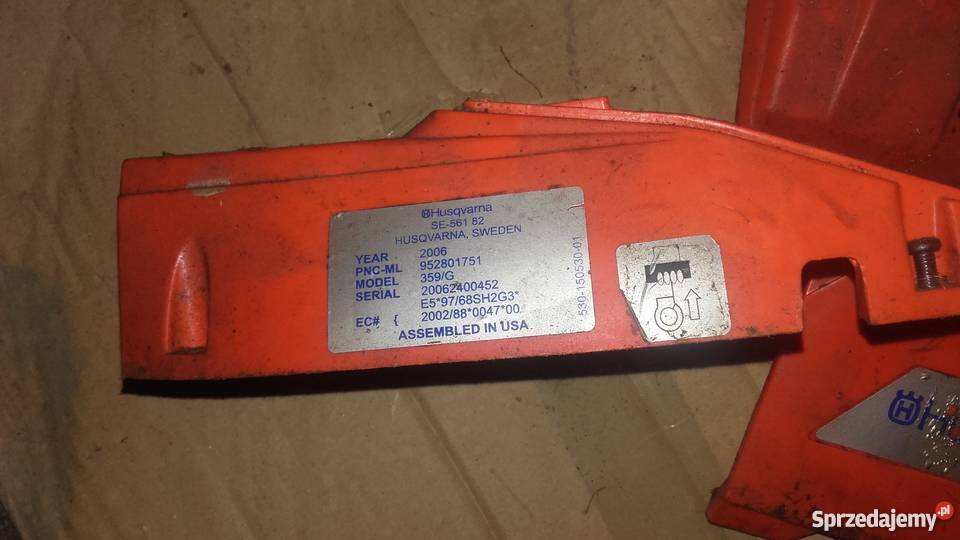 Husqvarna
SE-561 82
HUSQVARNA, SWEDEN
YEAR 2006
PNC-ML 952801751
MODEL 359/G
SERIAL 20062400452
E5*97/68SH2G3*
EC# { 2002/88*0047*00
ASSEMBLED IN USA
530-150530-01
Sprzedajemy.pl